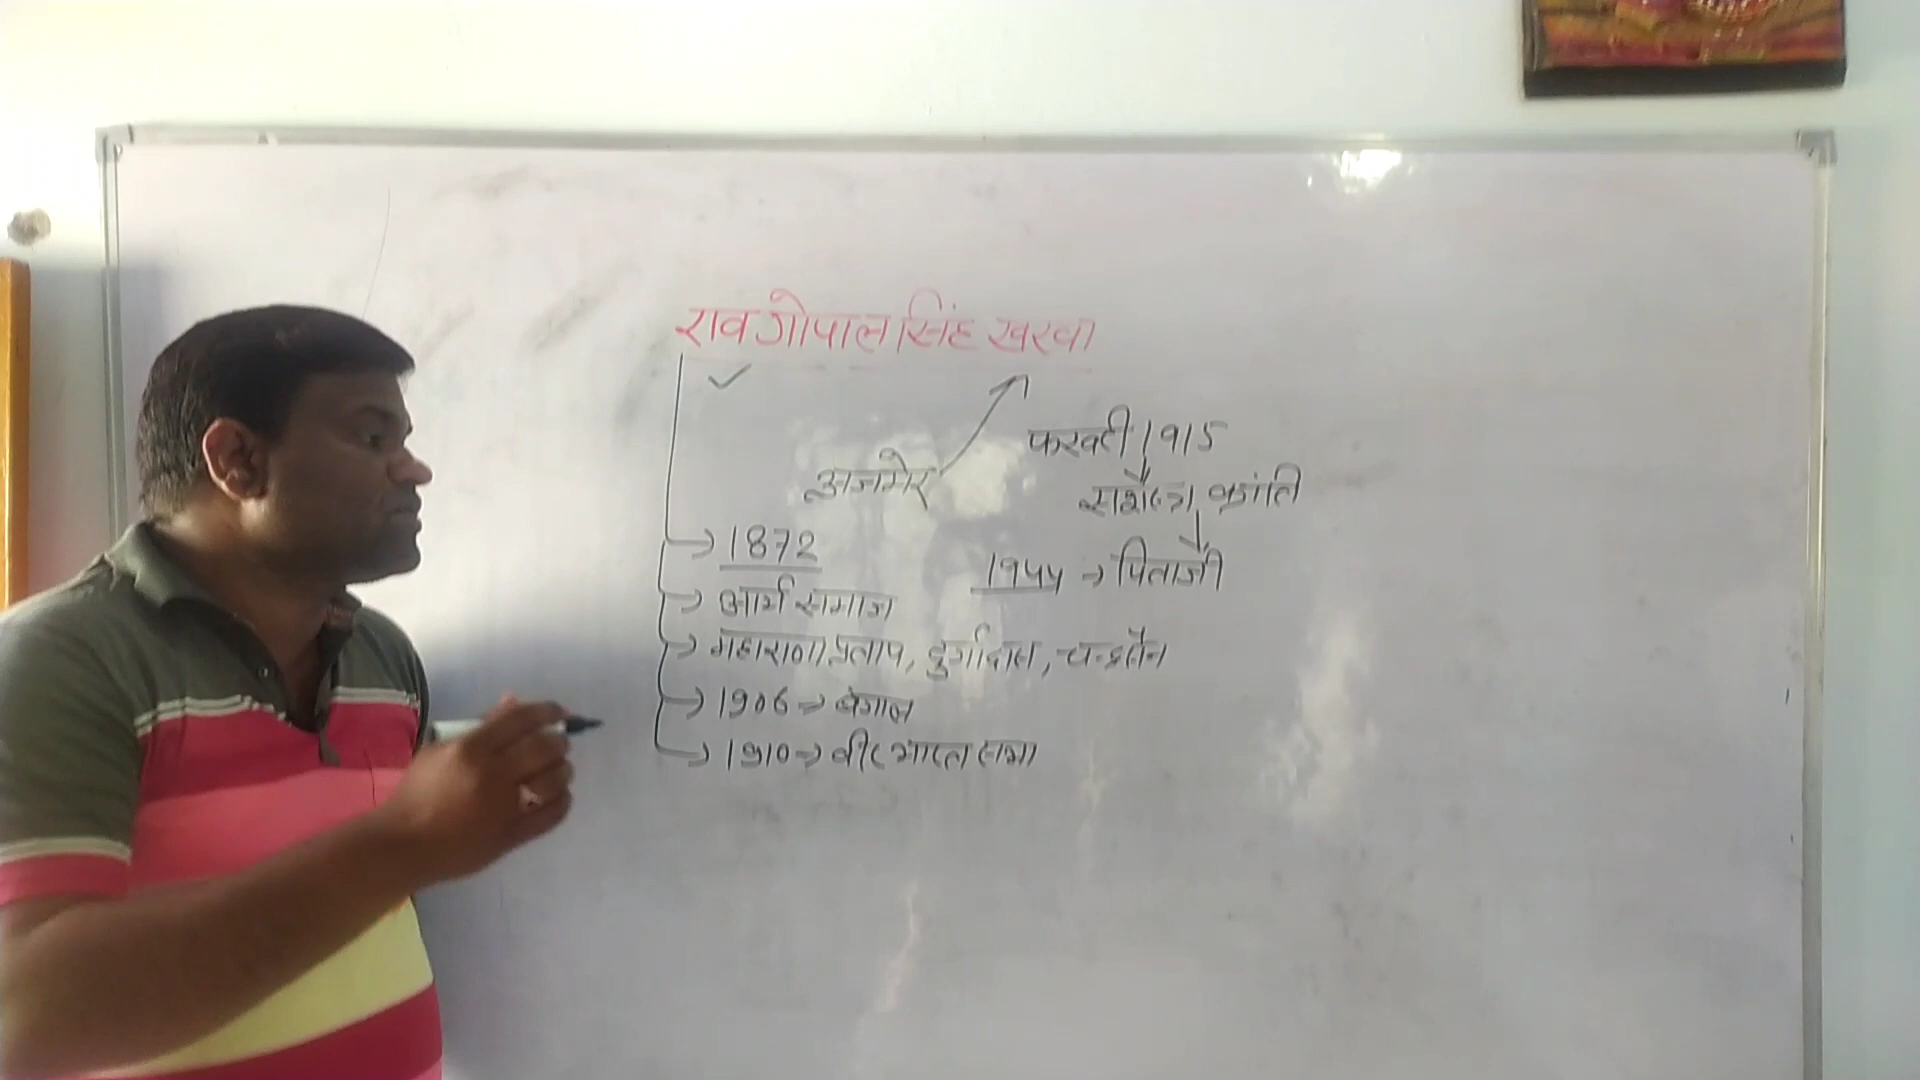 राव गोपाल सिंह खरवा
फरवरी 1915
अजमेर
सशस्त्र क्रांति
1872
1955 → पिताजी
आर्य समाज
महाराणा प्रताप, दुर्गादास, चन्द्रसेन
1906 → बंगाल
1910 → वीर भारत सभा